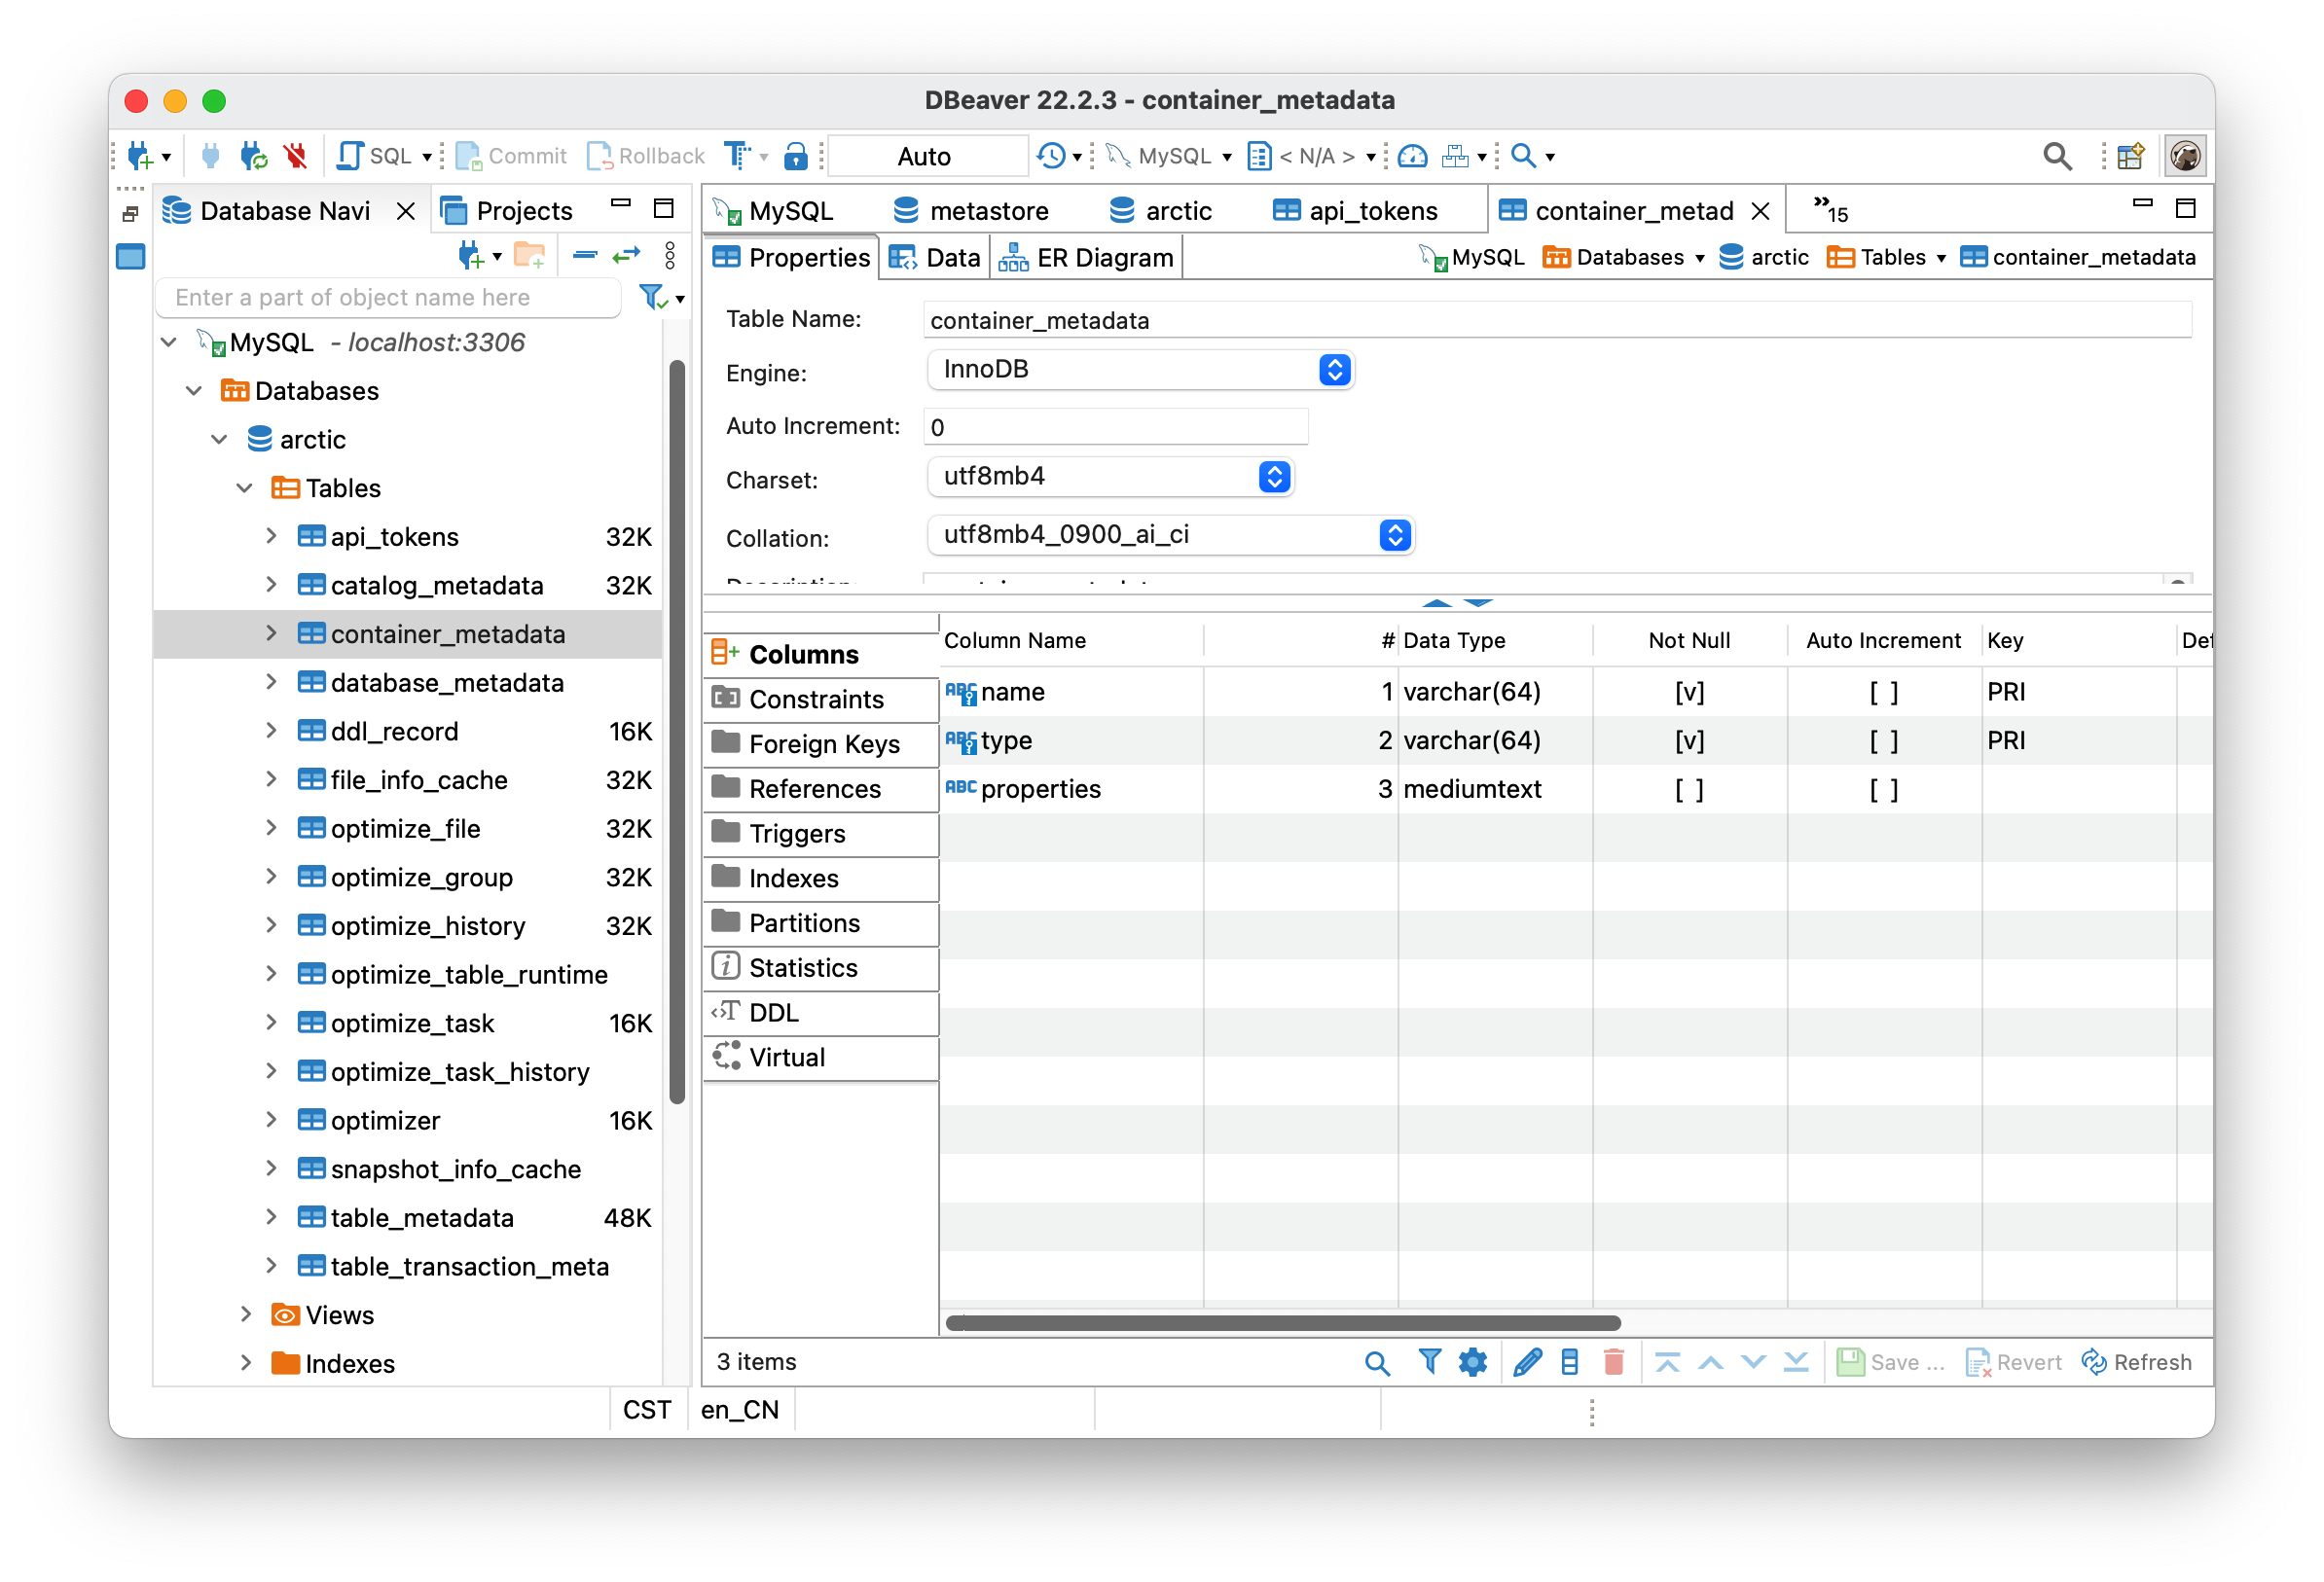 DBeaver 22.2.3 - container_metadata
SQL Commit Rollback Auto MySQL < N/A >
Database Navi Projects
MySQL metastore arctic api_tokens container_metad »15
Properties Data ER Diagram MySQL Databases arctic Tables container_metadata
Enter a part of object name here
MySQL - localhost:3306
Databases
arctic
Tables
api_tokens 32K
catalog_metadata 32K
container_metadata
database_metadata
ddl_record 16K
file_info_cache 32K
optimize_file 32K
optimize_group 32K
optimize_history 32K
optimize_table_runtime
optimize_task 16K
optimize_task_history
optimizer 16K
snapshot_info_cache
table_metadata 48K
table_transaction_meta
Views
Indexes
Table Name: container_metadata
Engine: InnoDB
Auto Increment: 0
Charset: utf8mb4
Collation: utf8mb4_0900_ai_ci
Columns
Constraints
Foreign Keys
References
Triggers
Indexes
Partitions
Statistics
DDL
Virtual
Column Name # Data Type Not Null Auto Increment Key Def
ABC name 1 varchar(64) [v] [ ] PRI
ABC type 2 varchar(64) [v] [ ] PRI
ABC properties 3 mediumtext [ ] [ ]
3 items Save ... Revert Refresh
CST en_CN